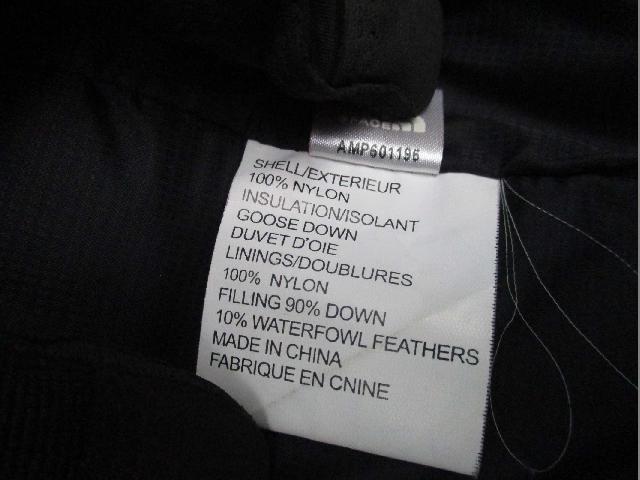 AMP601196
SHELL/EXTERIEUR
100% NYLON
INSULATION/ISOLANT
GOOSE DOWN
DUVET D'OIE
LININGS/DOUBLURES
100% NYLON
FILLING 90% DOWN
10% WATERFOWL FEATHERS
MADE IN CHINA
FABRIQUE EN CNINE